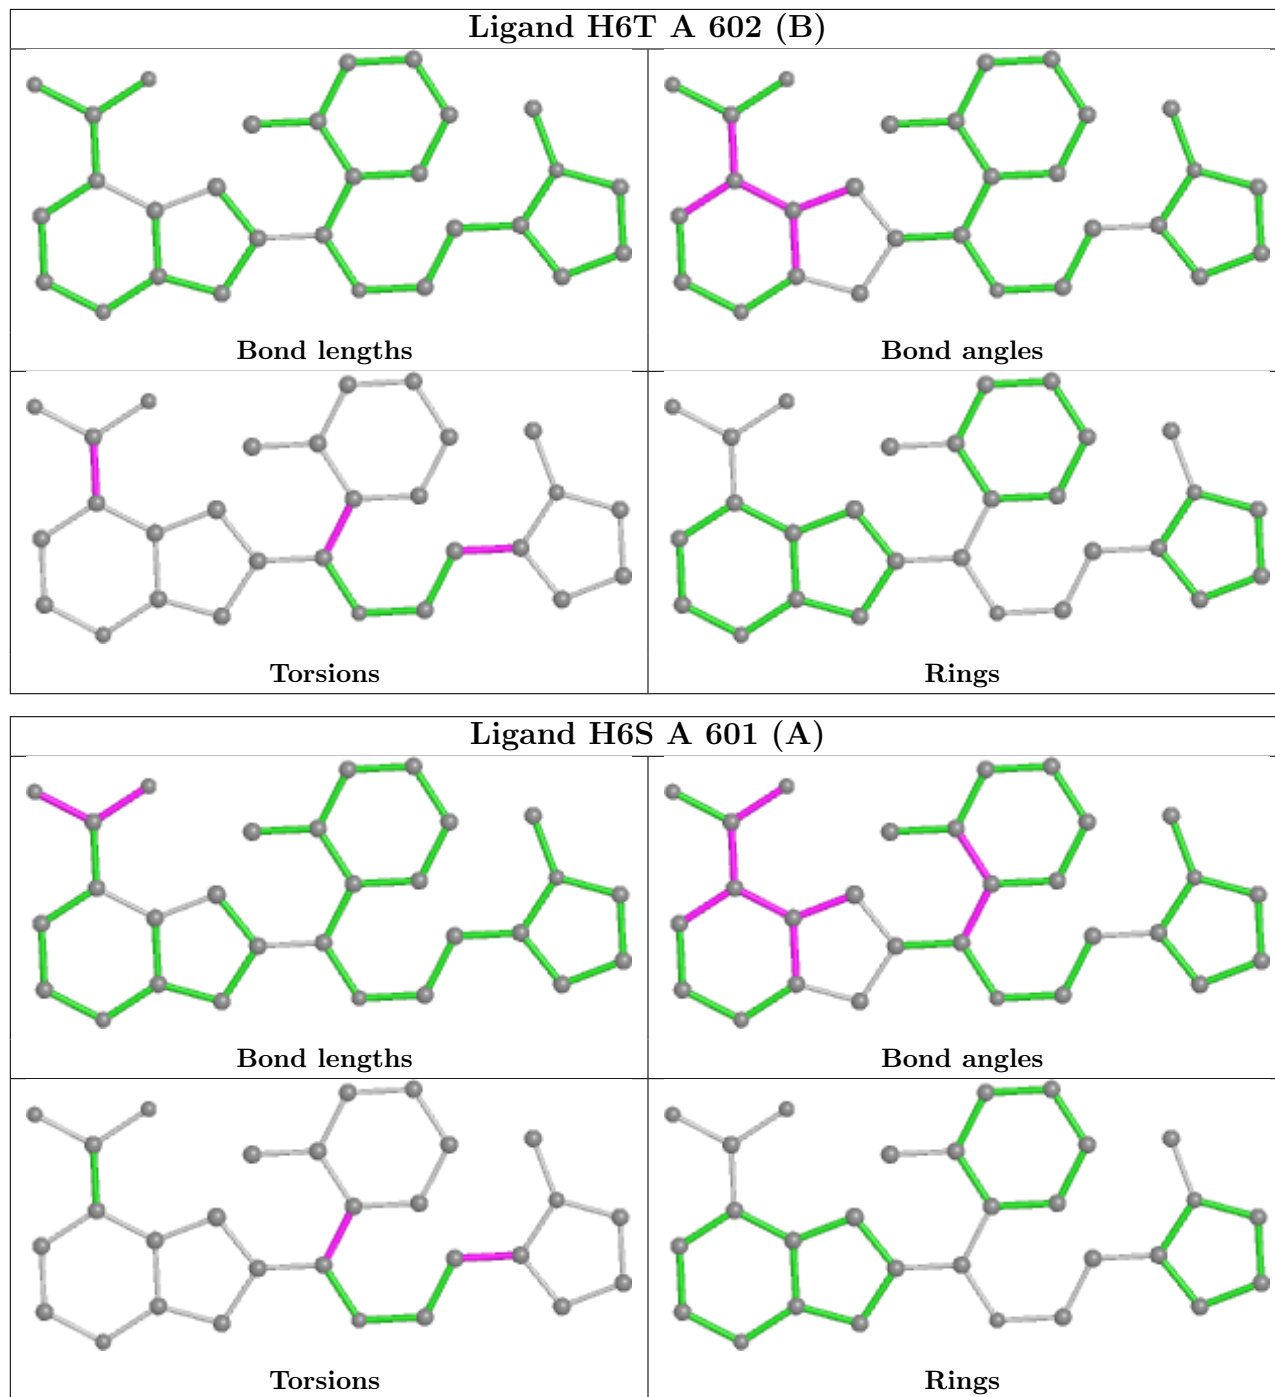 Ligand H6T A 602 (B)
Bond lengths
Bond angles
Torsions
Rings
Ligand H6S A 601 (A)
Bond lengths
Bond angles
Torsions
Rings